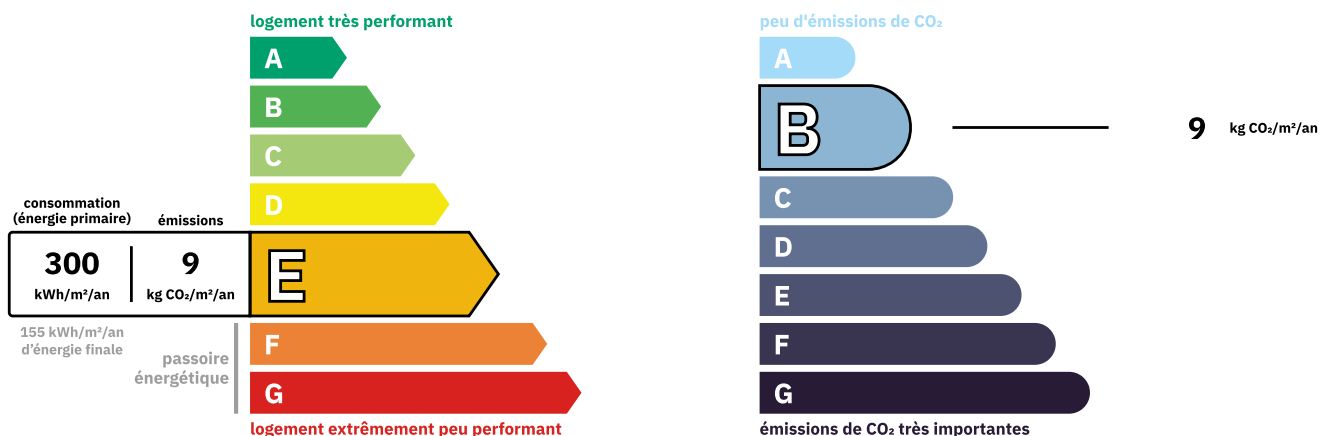 logement très performant
A
B
C
D
consommation
(énergie primaire)
émissions
300
kWh/m²/an
9
kg CO₂/m²/an
E
155 kWh/m²/an
d'énergie finale
passoire
énergétique
F
G
logement extrêmement peu performant
peu d'émissions de CO₂
A
B
9 kg CO₂/m²/an
C
D
E
F
G
émissions de CO₂ très importantes